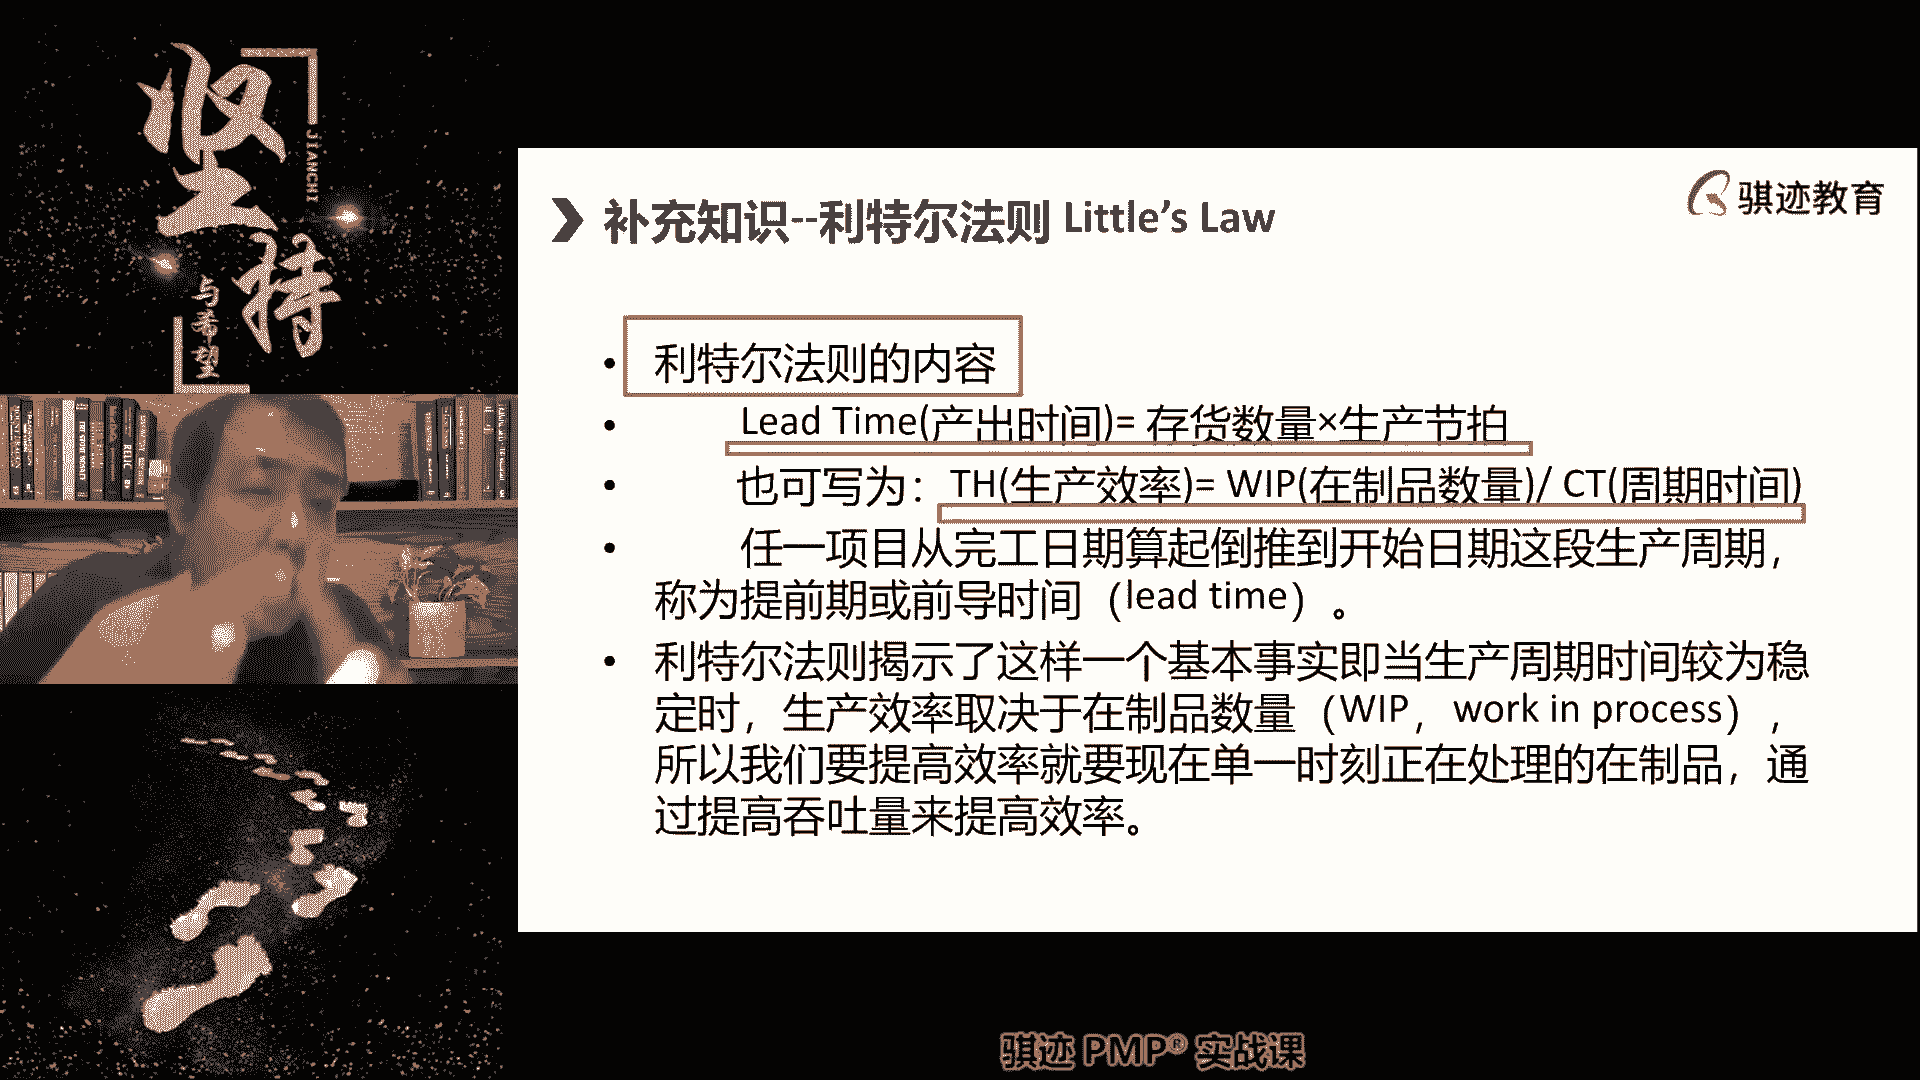 坚持
JIANCHI
与希望
骐迹教育
补充知识--利特尔法则 Little’s Law
• 利特尔法则的内容
• Lead Time(产出时间)= 存货数量×生产节拍
• 也可写为：TH(生产效率)= WIP(在制品数量)/ CT(周期时间)
• 任一项目从完工日期算起倒推到开始日期这段生产周期，
称为提前期或前导时间（lead time）。
• 利特尔法则揭示了这样一个基本事实即当生产周期时间较为稳
定时，生产效率取决于在制品数量（WIP，work in process），
所以我们要提高效率就要现在单一时刻正在处理的在制品，通
过提高吞吐量来提高效率。
骐迹 PMP® 实战课